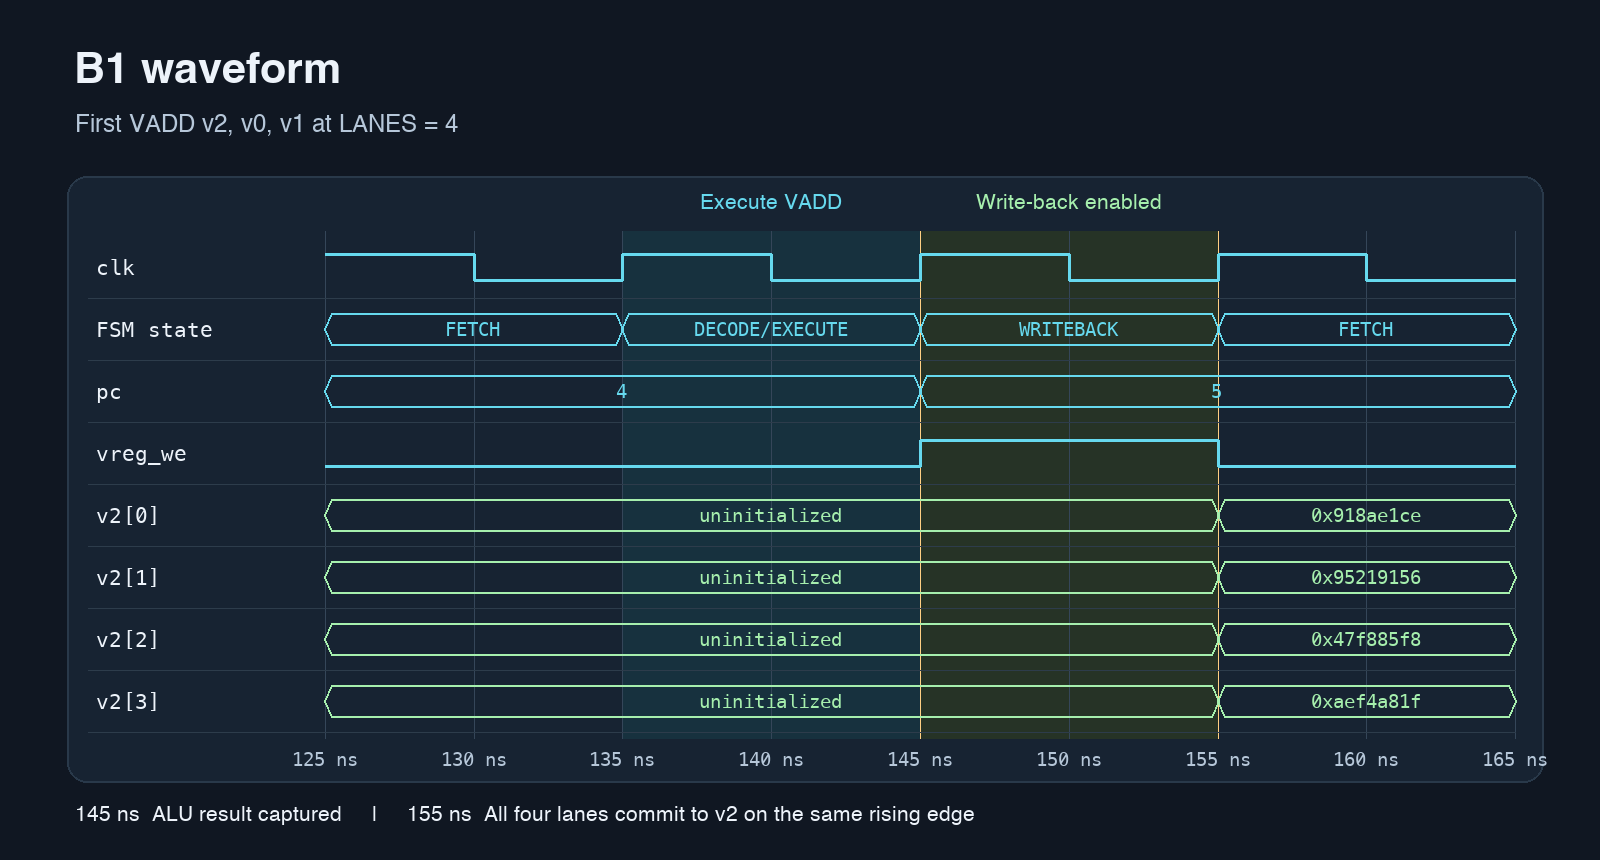 B1 waveform
First VADD v2, v0, v1 at LANES = 4
Execute VADD Write-back enabled
clk
FSM state FETCH DECODE/EXECUTE WRITEBACK FETCH
pc 4 5
vreg_we
v2[0] uninitialized 0x918ae1ce
v2[1] uninitialized 0x95219156
v2[2] uninitialized 0x47f885f8
v2[3] uninitialized 0xaef4a81f
125 ns 130 ns 135 ns 140 ns 145 ns 150 ns 155 ns 160 ns 165 ns
145 ns ALU result captured | 155 ns All four lanes commit to v2 on the same rising edge